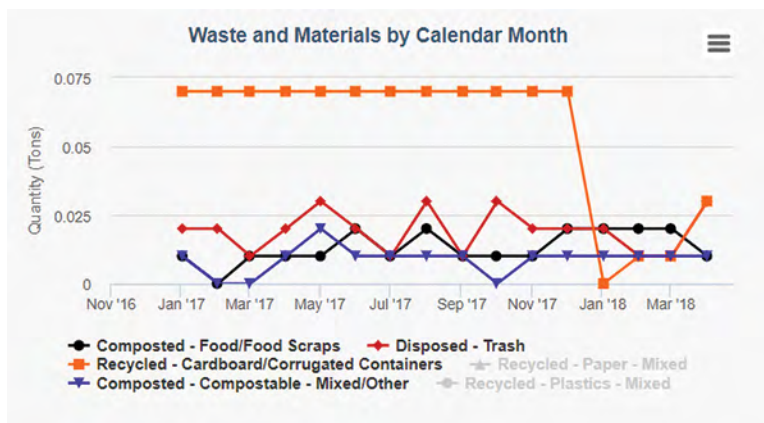 Waste and Materials by Calendar Month
0.075
0.05
0.025
0
Quantity (Tons)
Nov '16 Jan '17 Mar '17 May '17 Jul '17 Sep '17 Nov '17 Jan '18 Mar '18
Composted - Food/Food Scraps Disposed - Trash
Recycled - Cardboard/Corrugated Containers Recycled - Paper - Mixed
Composted - Compostable - Mixed/Other Recycled - Plastics - Mixed